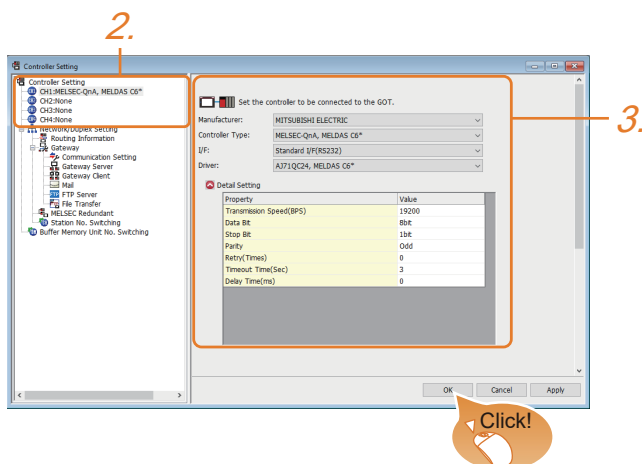 2.
Controller Setting
Controller Setting
CH1:MELSEC-QnA, MELDAS C6*
CH2:None
CH3:None
CH4:None
Network/Duplex Setting
Routing Information
Gateway
Communication Setting
Gateway Server
Gateway Client
Mail
FTP Server
File Transfer
MELSEC Redundant
Station No. Switching
Buffer Memory Unit No. Switching
Set the controller to be connected to the GOT.
Manufacturer: MITSUBISHI ELECTRIC
Controller Type: MELSEC-QnA, MELDAS C6*
I/F: Standard I/F(RS232)
Driver: AJ71QC24, MELDAS C6*
Detail Setting
Property Value
Transmission Speed(BPS) 19200
Data Bit 8bit
Stop Bit 1bit
Parity Odd
Retry(Times) 0
Timeout Time(Sec) 3
Delay Time(ms) 0
3.
OK Cancel Apply
Click!